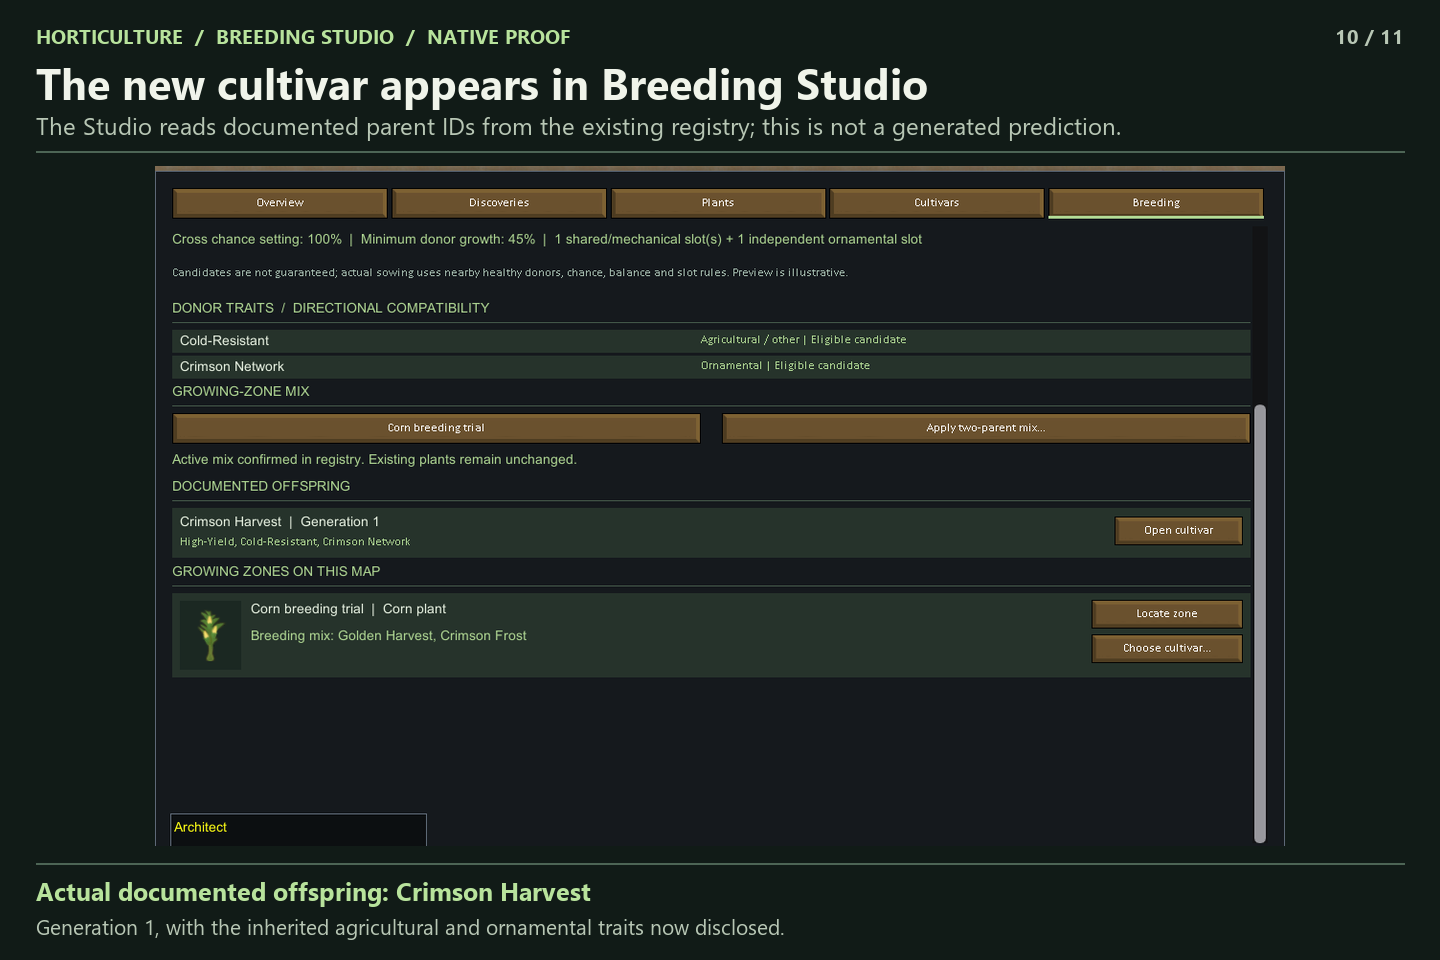 HORTICULTURE / BREEDING STUDIO / NATIVE PROOF
10 / 11
The new cultivar appears in Breeding Studio
The Studio reads documented parent IDs from the existing registry; this is not a generated prediction.
Overview
Discoveries
Plants
Cultivars
Breeding
Cross chance setting: 100% | Minimum donor growth: 45% | 1 shared/mechanical slot(s) + 1 independent ornamental slot
Candidates are not guaranteed; actual sowing uses nearby healthy donors, chance, balance and slot rules. Preview is illustrative.
DONOR TRAITS / DIRECTIONAL COMPATIBILITY
Cold-Resistant
Agricultural / other | Eligible candidate
Crimson Network
Ornamental | Eligible candidate
GROWING-ZONE MIX
Corn breeding trial
Apply two-parent mix...
Active mix confirmed in registry. Existing plants remain unchanged.
DOCUMENTED OFFSPRING
Crimson Harvest | Generation 1
High-Yield, Cold-Resistant, Crimson Network
Open cultivar
GROWING ZONES ON THIS MAP
Corn breeding trial | Corn plant
Breeding mix: Golden Harvest, Crimson Frost
Locate zone
Choose cultivar...
Architect
Actual documented offspring: Crimson Harvest
Generation 1, with the inherited agricultural and ornamental traits now disclosed.